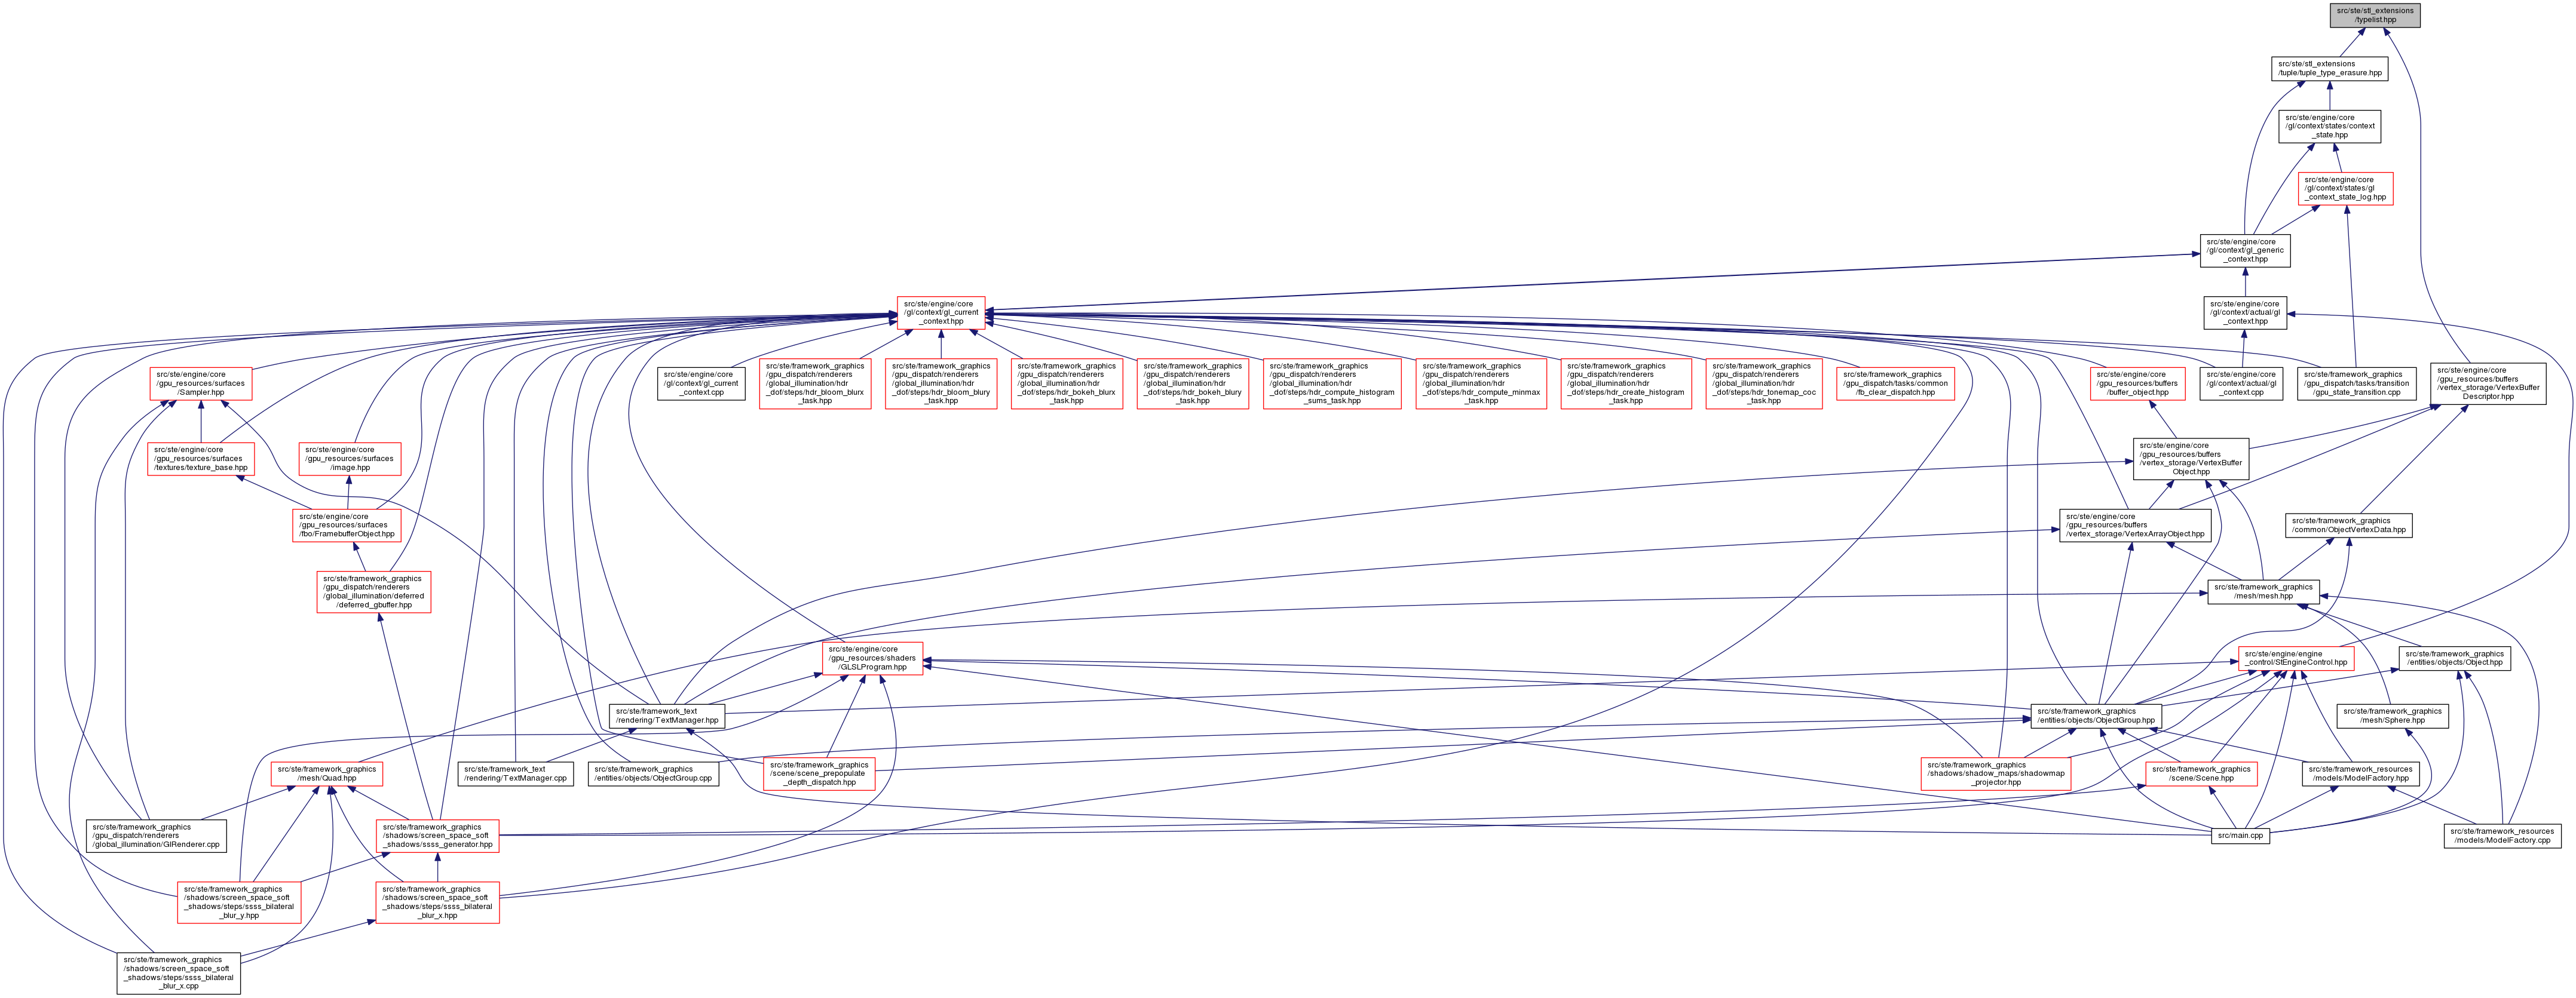 src/ste/stl_extensions
/typelist.hpp
src/ste/stl_extensions
/tuple/tuple_type_erasure.hpp
src/ste/engine/core
/gl/context/states/context
_state.hpp
src/ste/engine/core
/gl/context/states/gl
_context_state_log.hpp
src/ste/engine/core
/gl/context/gl_generic
_context.hpp
src/ste/engine/core
/gl/context/gl_current
_context.hpp
src/ste/engine/core
/gl/context/actual/gl
_context.hpp
src/ste/engine/core
/gpu_resources/surfaces
/Sampler.hpp
src/ste/engine/core
/gl/context/gl_current
_context.cpp
src/ste/framework_graphics
/gpu_dispatch/renderers
/global_illumination/hdr
_dof/steps/hdr_bloom_blurx
_task.hpp
src/ste/framework_graphics
/gpu_dispatch/renderers
/global_illumination/hdr
_dof/steps/hdr_bloom_blury
_task.hpp
src/ste/framework_graphics
/gpu_dispatch/renderers
/global_illumination/hdr
_dof/steps/hdr_bokeh_blurx
_task.hpp
src/ste/framework_graphics
/gpu_dispatch/renderers
/global_illumination/hdr
_dof/steps/hdr_bokeh_blury
_task.hpp
src/ste/framework_graphics
/gpu_dispatch/renderers
/global_illumination/hdr
_dof/steps/hdr_compute_histogram
_sums_task.hpp
src/ste/framework_graphics
/gpu_dispatch/renderers
/global_illumination/hdr
_dof/steps/hdr_compute_minmax
_task.hpp
src/ste/framework_graphics
/gpu_dispatch/renderers
/global_illumination/hdr
_dof/steps/hdr_create_histogram
_task.hpp
src/ste/framework_graphics
/gpu_dispatch/renderers
/global_illumination/hdr
_dof/steps/hdr_tonemap_coc
_task.hpp
src/ste/framework_graphics
/gpu_dispatch/tasks/common
/fb_clear_dispatch.hpp
src/ste/engine/core
/gpu_resources/buffers
/buffer_object.hpp
src/ste/engine/core
/gl/context/actual/gl
_context.cpp
src/ste/framework_graphics
/gpu_dispatch/tasks/transition
/gpu_state_transition.cpp
src/ste/engine/core
/gpu_resources/buffers
/vertex_storage/VertexBuffer
Descriptor.hpp
src/ste/engine/core
/gpu_resources/surfaces
/textures/texture_base.hpp
src/ste/engine/core
/gpu_resources/surfaces
/image.hpp
src/ste/engine/core
/gpu_resources/buffers
/vertex_storage/VertexBuffer
Object.hpp
src/ste/engine/core
/gpu_resources/surfaces
/fbo/FramebufferObject.hpp
src/ste/engine/core
/gpu_resources/buffers
/vertex_storage/VertexArrayObject.hpp
src/ste/framework_graphics
/common/ObjectVertexData.hpp
src/ste/framework_graphics
/gpu_dispatch/renderers
/global_illumination/deferred
/deferred_gbuffer.hpp
src/ste/framework_graphics
/mesh/mesh.hpp
src/ste/engine/core
/gpu_resources/shaders
/GLSLProgram.hpp
src/ste/engine/engine
_control/StEngineControl.hpp
src/ste/framework_graphics
/entities/objects/Object.hpp
src/ste/framework_text
/rendering/TextManager.hpp
src/ste/framework_graphics
/entities/objects/ObjectGroup.hpp
src/ste/framework_graphics
/mesh/Sphere.hpp
src/ste/framework_graphics
/mesh/Quad.hpp
src/ste/framework_text
/rendering/TextManager.cpp
src/ste/framework_graphics
/entities/objects/ObjectGroup.cpp
src/ste/framework_graphics
/scene/scene_prepopulate
_depth_dispatch.hpp
src/ste/framework_graphics
/shadows/shadow_maps/shadowmap
_projector.hpp
src/ste/framework_graphics
/scene/Scene.hpp
src/ste/framework_resources
/models/ModelFactory.hpp
src/ste/framework_graphics
/gpu_dispatch/renderers
/global_illumination/GIRenderer.cpp
src/ste/framework_graphics
/shadows/screen_space_soft
_shadows/ssss_generator.hpp
src/main.cpp
src/ste/framework_resources
/models/ModelFactory.cpp
src/ste/framework_graphics
/shadows/screen_space_soft
_shadows/steps/ssss_bilateral
_blur_y.hpp
src/ste/framework_graphics
/shadows/screen_space_soft
_shadows/steps/ssss_bilateral
_blur_x.hpp
src/ste/framework_graphics
/shadows/screen_space_soft
_shadows/steps/ssss_bilateral
_blur_x.cpp